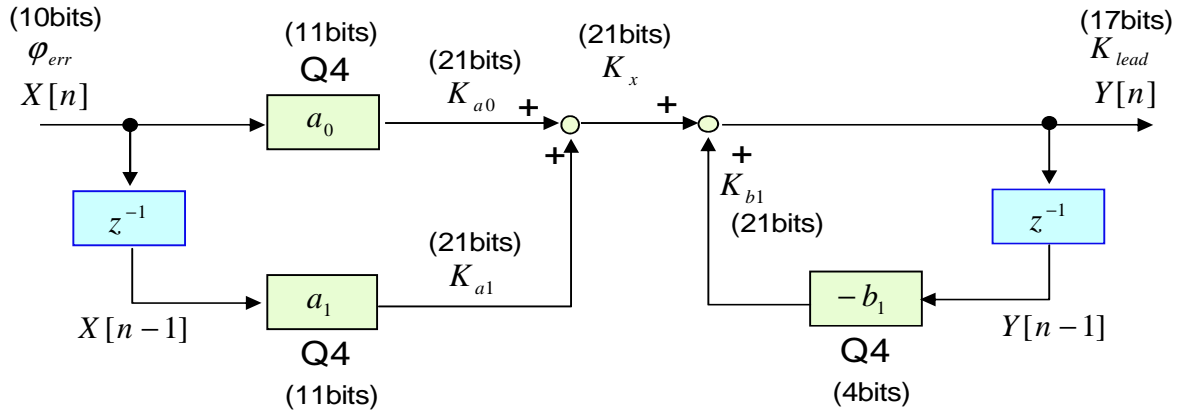 (10bits)
φerr
X[n]
(11bits)
Q4
a0
(21bits)
Ka0
+
+
(21bits)
Kx
+
+
Kb1
(21bits)
(17bits)
Klead
Y[n]
z−1
X[n−1]
(21bits)
Ka1
a1
Q4
(11bits)
z−1
Y[n−1]
−b1
Q4
(4bits)